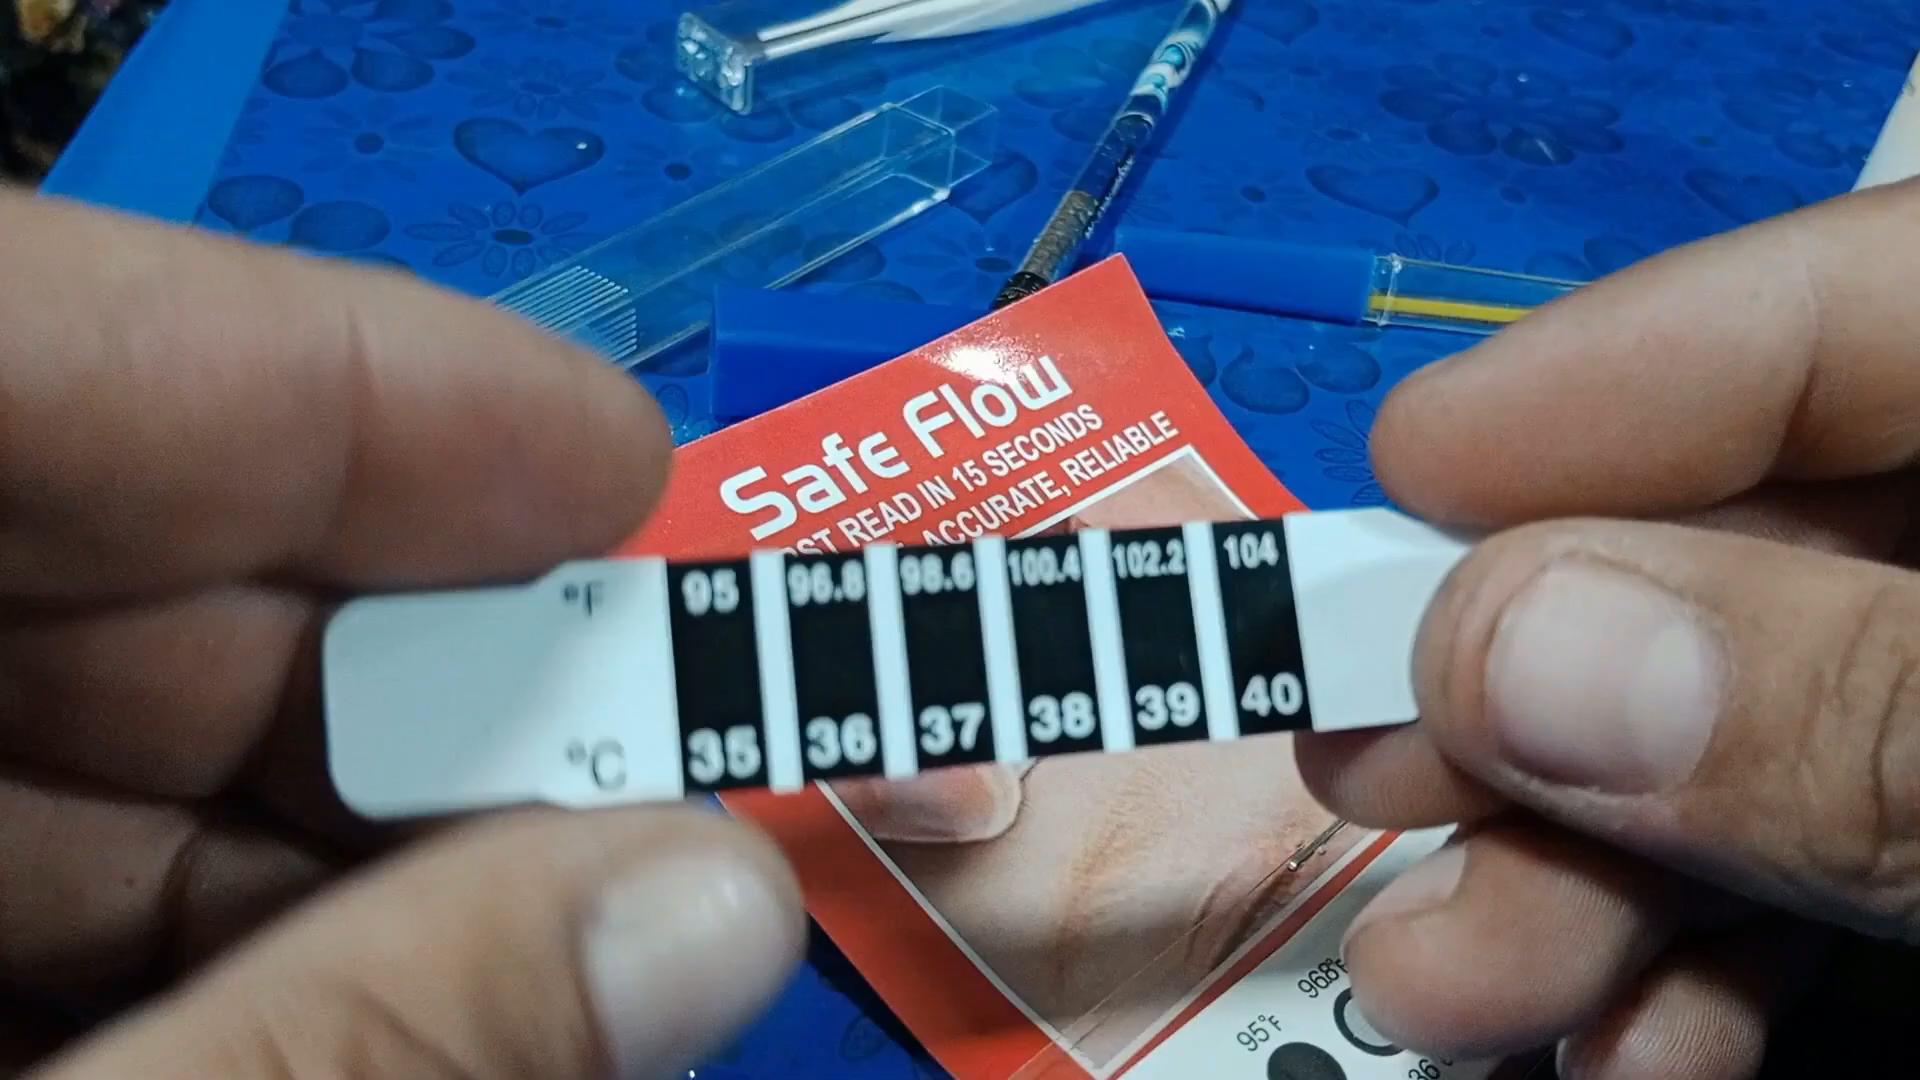 Safe Flow
READ IN 15 SECONDS
ACCURATE, RELIABLE
°F 95 96.8 98.6 100.4 102.2 104
°C 35 36 37 38 39 40
96.8°F
95°F